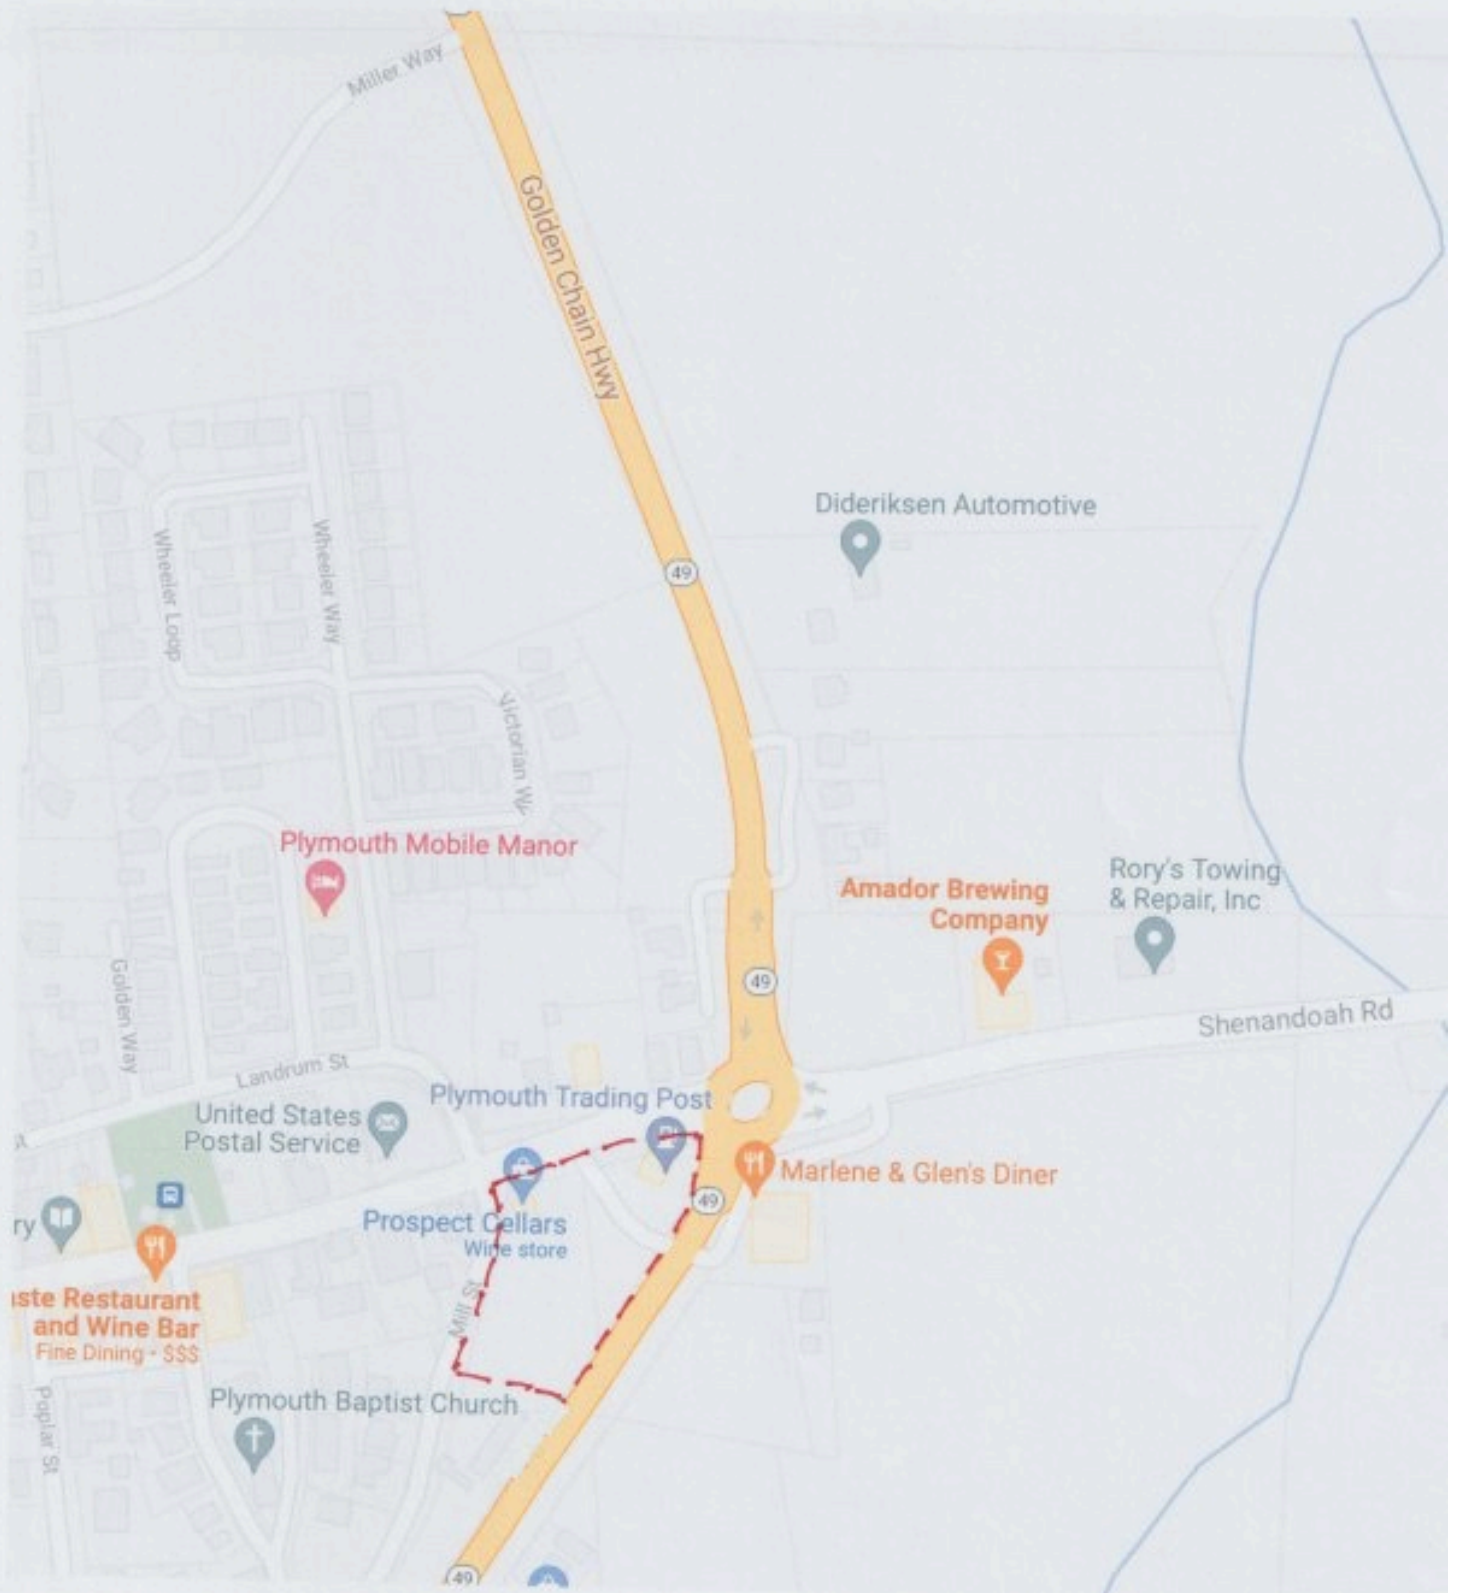 Miller Way
Golden Chain Hwy
Dideriksen Automotive
49
Wheeler Loop
Wheeler Way
Victorian W
Plymouth Mobile Manor
Rory's Towing
& Repair, Inc
Amador Brewing
Company
49
Golden Way
Shenandoah Rd
Landrum St
Plymouth Trading Post
United States
Postal Service
Marlene & Glen's Diner
49
ry
Prospect Cellars
Wine store
Mill St
aste Restaurant
and Wine Bar
Fine Dining · $$$
Plymouth Baptist Church
Poplar St
49